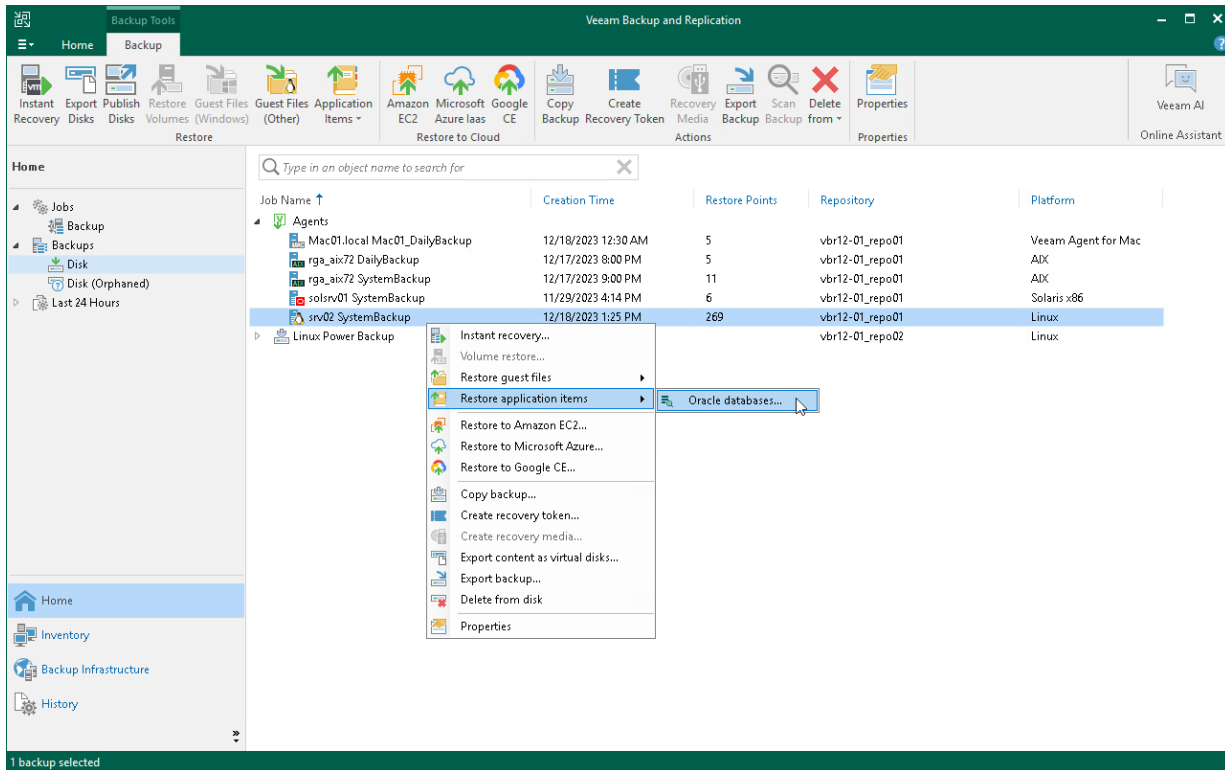 Backup Tools
Veeam Backup and Replication
Home Backup
Instant Recovery
Export Disks
Publish Disks
Restore Volumes
Guest Files (Windows)
Guest Files (Other)
Application Items
Amazon EC2
Microsoft Azure Iaas
Google CE
Copy Backup
Create Recovery Token
Recovery Media
Export Backup
Scan Backup
Delete from
Properties
Veeam AI
Restore
Restore to Cloud
Actions
Properties
Online Assistant
Home
Jobs
Backup
Backups
Disk
Disk (Orphaned)
Last 24 Hours
Type in an object name to search for
Job Name Creation Time Restore Points Repository Platform
Agents
Mac01.local Mac01_DailyBackup 12/18/2023 12:30 AM 5 vbr12-01_repo01 Veeam Agent for Mac
rga_aix72 DailyBackup 12/17/2023 8:00 PM 5 vbr12-01_repo01 AIX
rga_aix72 SystemBackup 12/17/2023 9:00 PM 11 vbr12-01_repo01 AIX
solsrv01 SystemBackup 11/29/2023 4:14 PM 6 vbr12-01_repo01 Solaris x86
srv02 SystemBackup 12/18/2023 1:25 PM 269 vbr12-01_repo01 Linux
Linux Power Backup vbr12-01_repo02 Linux
Instant recovery...
Volume restore...
Restore guest files
Restore application items
Oracle databases...
Restore to Amazon EC2...
Restore to Microsoft Azure...
Restore to Google CE...
Copy backup...
Create recovery token...
Create recovery media...
Export content as virtual disks...
Export backup...
Delete from disk
Properties
Home
Inventory
Backup Infrastructure
History
1 backup selected